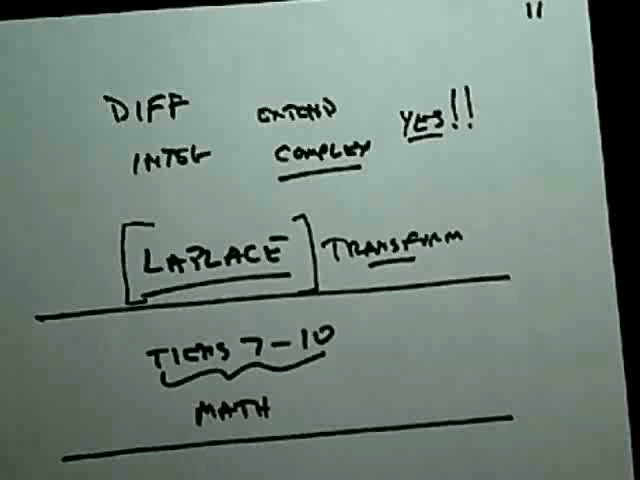 11
DIFF EXTEND YES!!
INTEG COMPLEX
[LAPLACE] TRANSFORM
TIERS 7-10
MATH